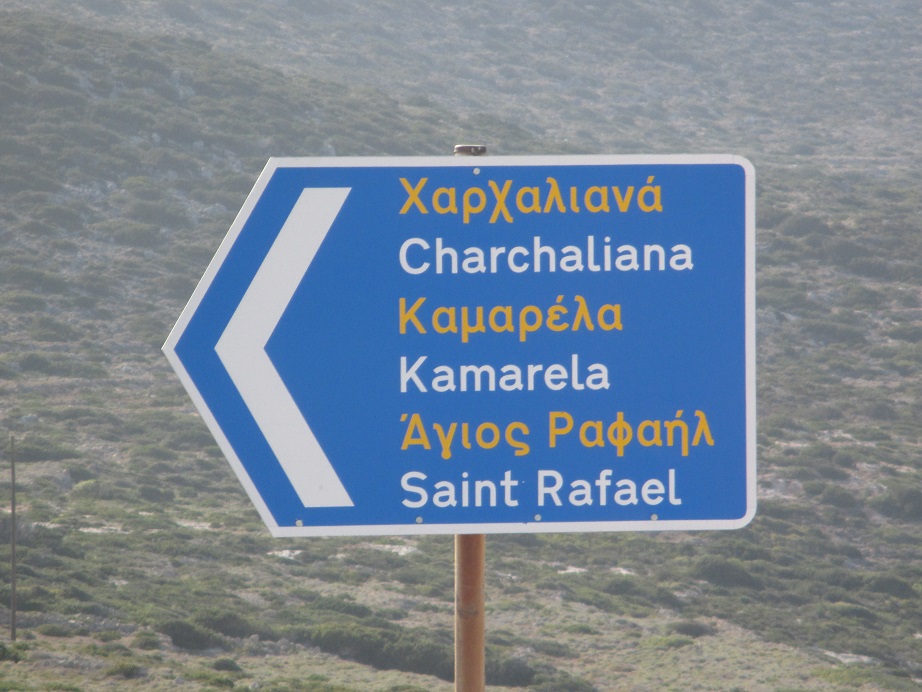 Χαρχαλιανά
Charchaliana
Καμαρέλα
Kamarela
Άγιος Ραφαήλ
Saint Rafael